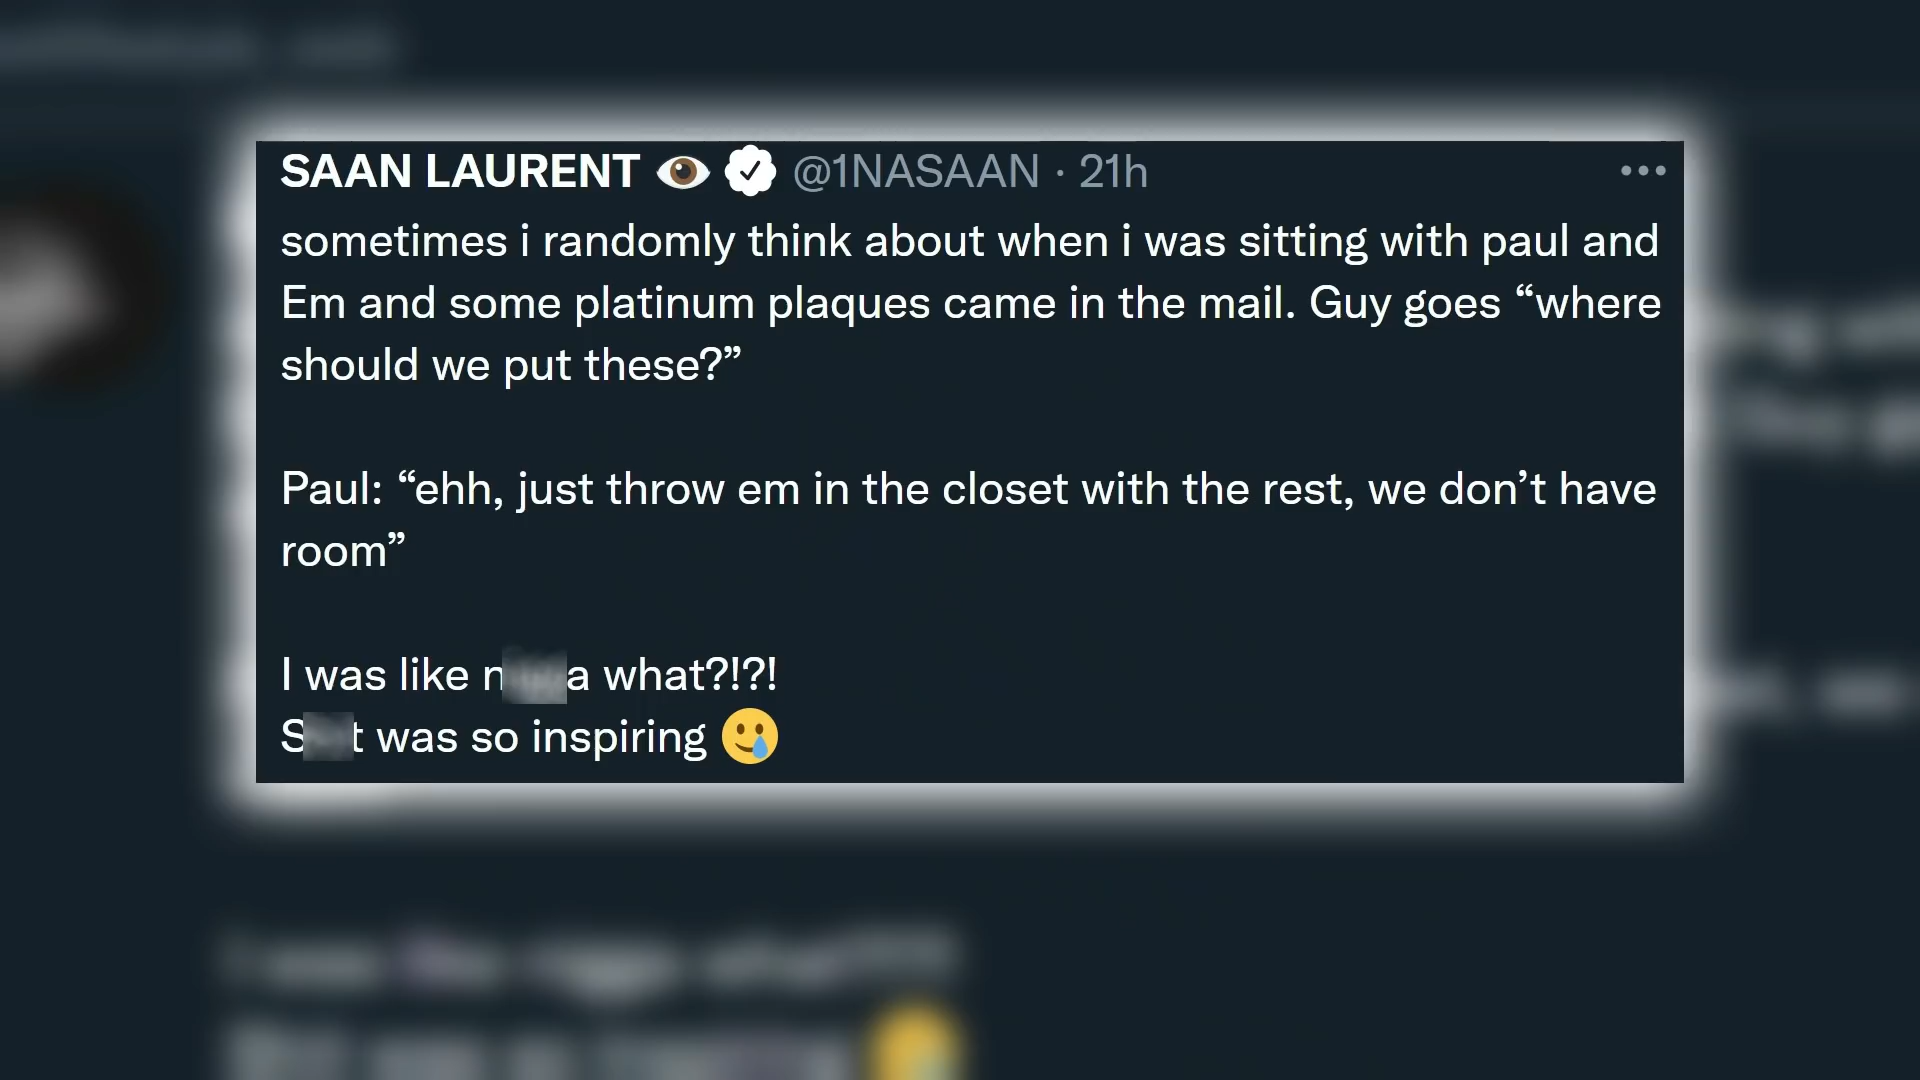 SAAN LAURENT 👁 @1NASAAN · 21h
sometimes i randomly think about when i was sitting with paul and
Em and some platinum plaques came in the mail. Guy goes “where
should we put these?”
Paul: “ehh, just throw em in the closet with the rest, we don’t have
room”
I was like what?!?!
was so inspiring 🥲